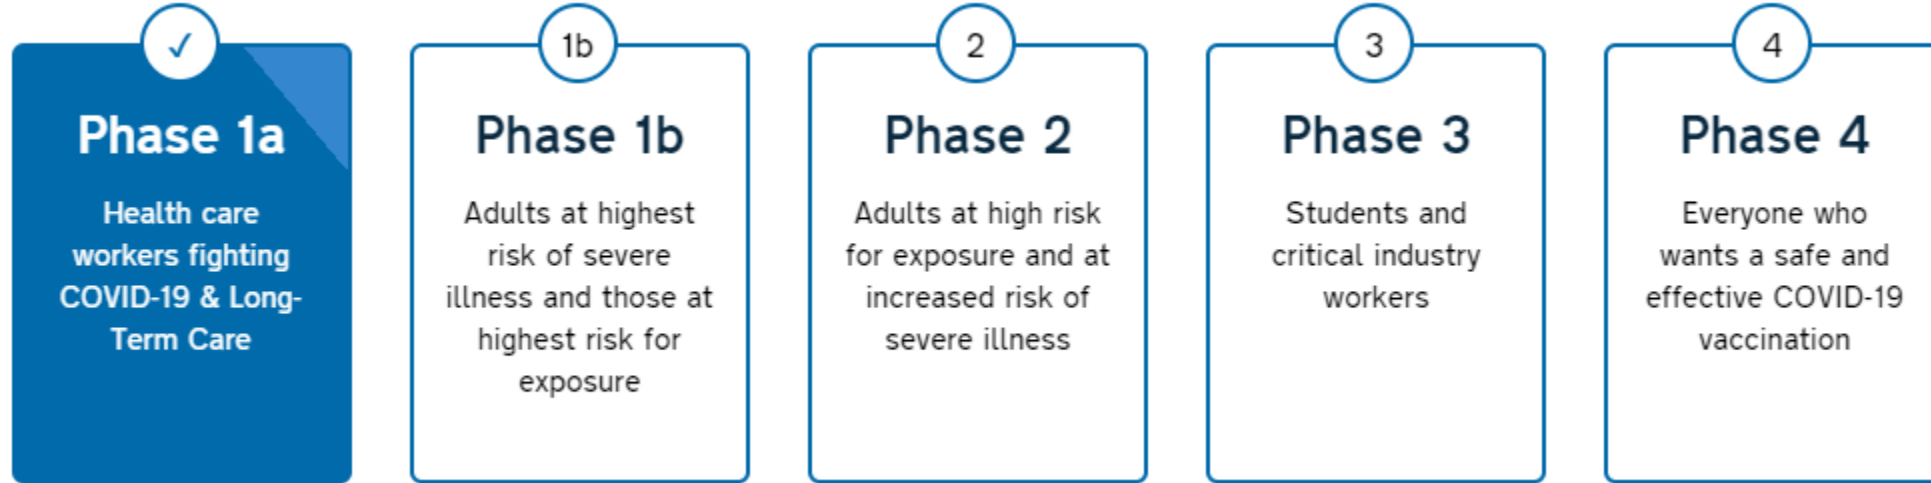 ✓
Phase 1a
Health care
workers fighting
COVID-19 & Long-
Term Care
1b
Phase 1b
Adults at highest
risk of severe
illness and those at
highest risk for
exposure
2
Phase 2
Adults at high risk
for exposure and at
increased risk of
severe illness
3
Phase 3
Students and
critical industry
workers
4
Phase 4
Everyone who
wants a safe and
effective COVID-19
vaccination